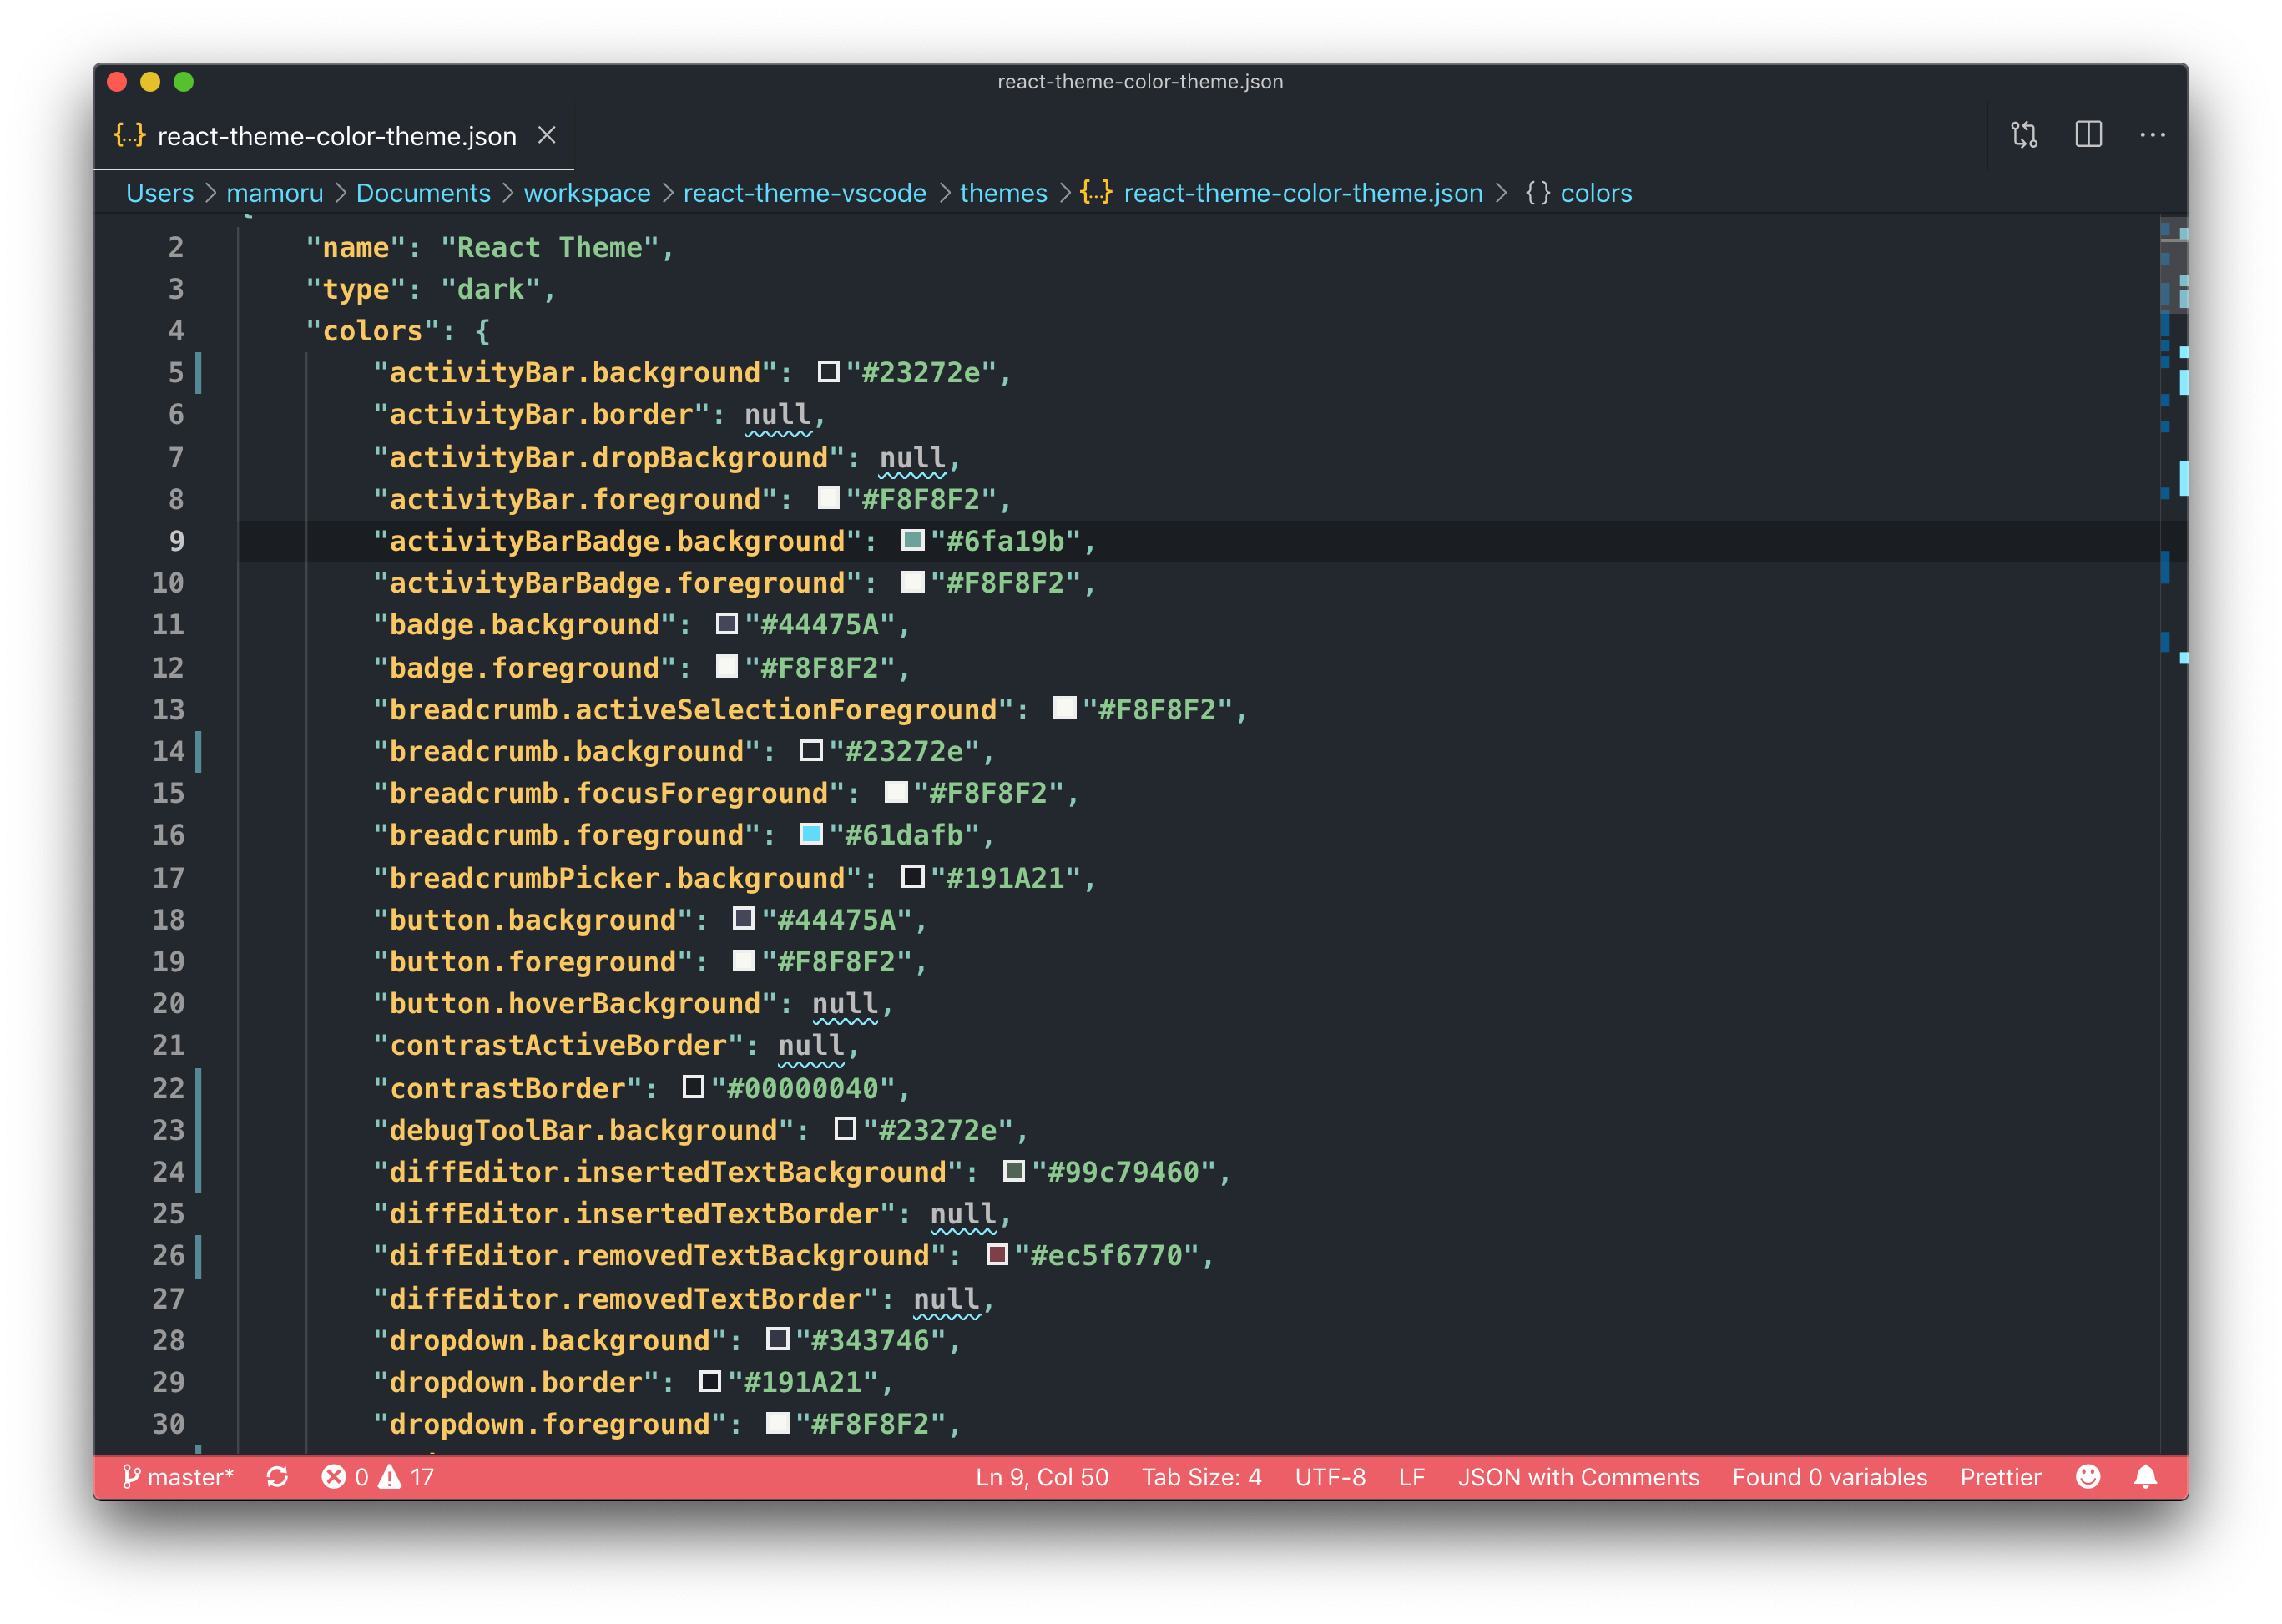 react-theme-color-theme.json
{...} react-theme-color-theme.json
Users > mamoru > Documents > workspace > react-theme-vscode > themes > {...} react-theme-color-theme.json > {} colors
2 "name": "React Theme",
3 "type": "dark",
4 "colors": {
5 "activityBar.background": "#23272e",
6 "activityBar.border": null,
7 "activityBar.dropBackground": null,
8 "activityBar.foreground": "#F8F8F2",
9 "activityBarBadge.background": "#6fa19b",
10 "activityBarBadge.foreground": "#F8F8F2",
11 "badge.background": "#44475A",
12 "badge.foreground": "#F8F8F2",
13 "breadcrumb.activeSelectionForeground": "#F8F8F2",
14 "breadcrumb.background": "#23272e",
15 "breadcrumb.focusForeground": "#F8F8F2",
16 "breadcrumb.foreground": "#61dafb",
17 "breadcrumbPicker.background": "#191A21",
18 "button.background": "#44475A",
19 "button.foreground": "#F8F8F2",
20 "button.hoverBackground": null,
21 "contrastActiveBorder": null,
22 "contrastBorder": "#00000040",
23 "debugToolBar.background": "#23272e",
24 "diffEditor.insertedTextBackground": "#99c79460",
25 "diffEditor.insertedTextBorder": null,
26 "diffEditor.removedTextBackground": "#ec5f6770",
27 "diffEditor.removedTextBorder": null,
28 "dropdown.background": "#343746",
29 "dropdown.border": "#191A21",
30 "dropdown.foreground": "#F8F8F2",
master* 0 17 Ln 9, Col 50 Tab Size: 4 UTF-8 LF JSON with Comments Found 0 variables Prettier